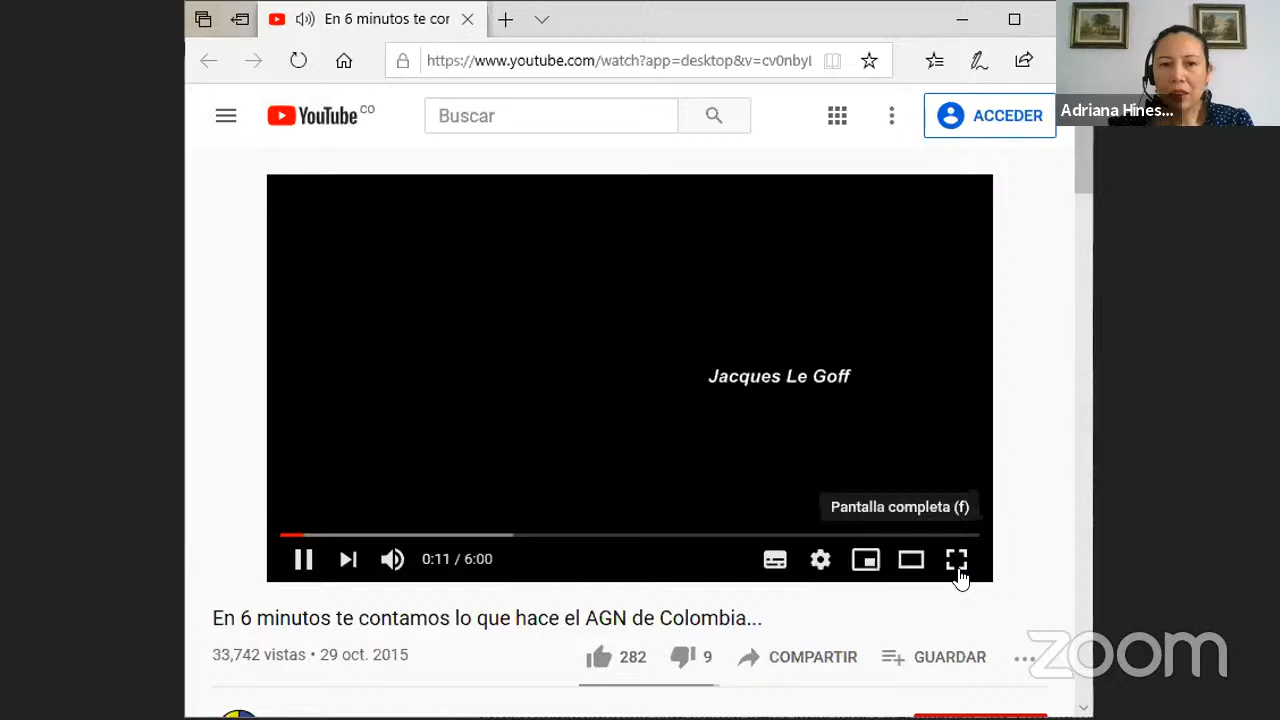 En 6 minutos te cor
https://www.youtube.com/watch?app=desktop&v=cv0nbyI
Adriana Hines...
YouTube CO
Buscar
ACCEDER
Jacques Le Goff
Pantalla completa (f)
0:11 / 6:00
En 6 minutos te contamos lo que hace el AGN de Colombia...
33,742 vistas • 29 oct. 2015
282
9
COMPARTIR
GUARDAR
zoom